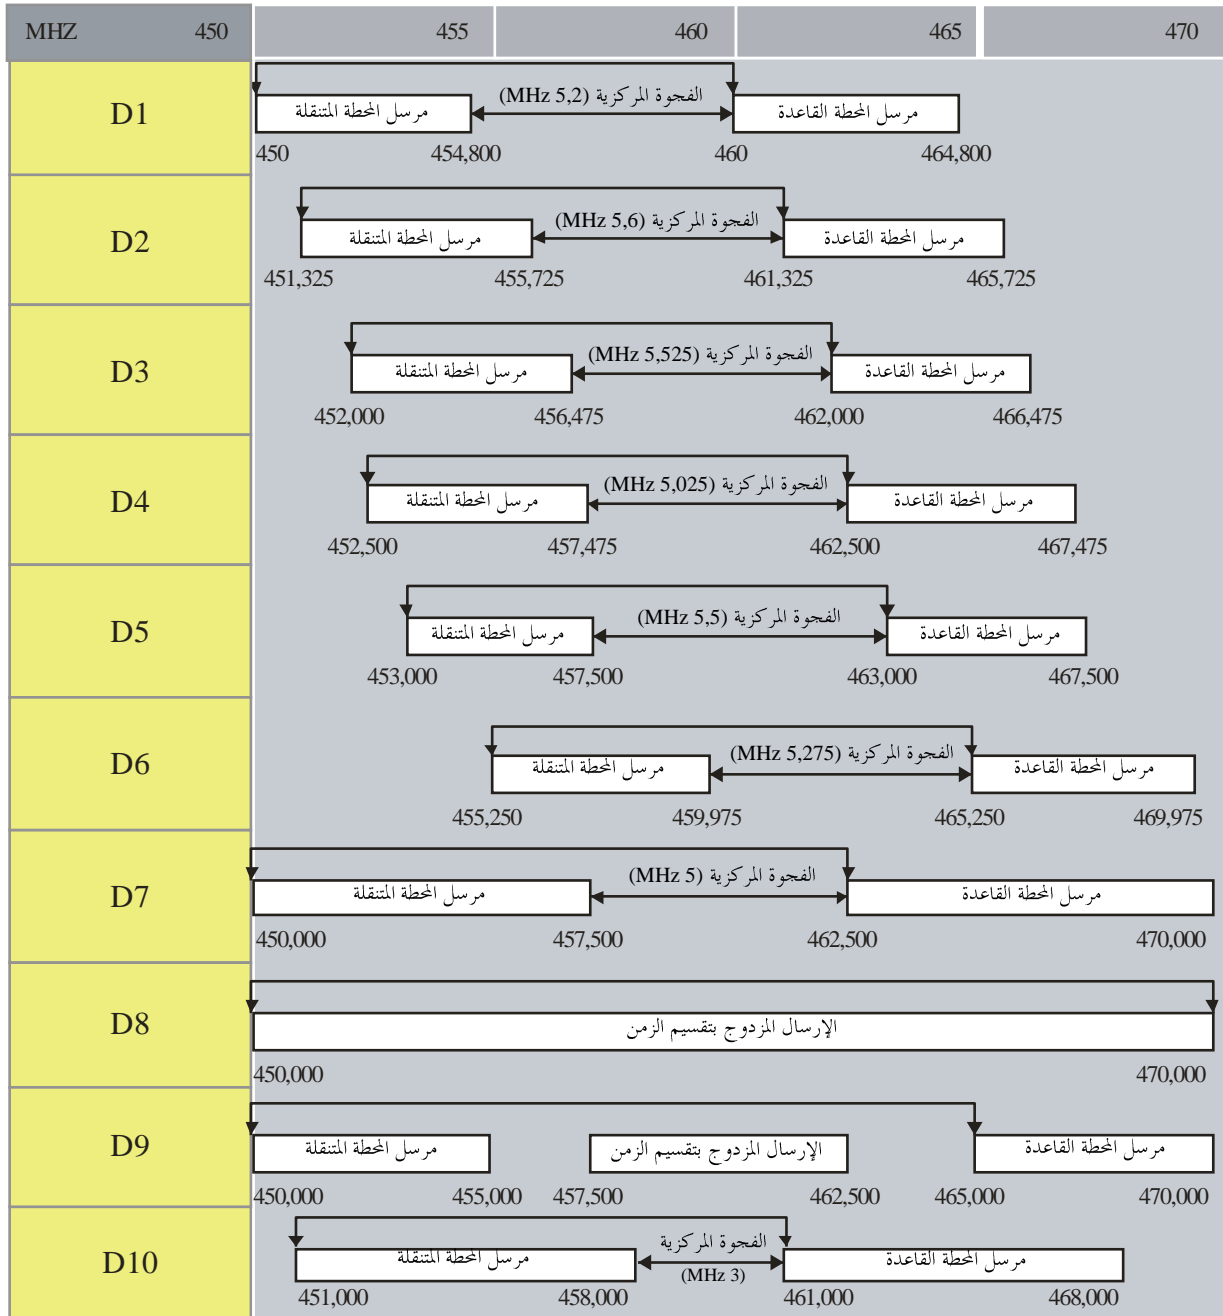 MHZ 450 455 460 465 470
D1
الفجوة المركزية (MHz 5,2)
مرسل المحطة المتنقلة
مرسل المحطة القاعدة
450 454,800 460 464,800
D2
الفجوة المركزية (MHz 5,6)
مرسل المحطة المتنقلة
مرسل المحطة القاعدة
451,325 455,725 461,325 465,725
D3
الفجوة المركزية (MHz 5,525)
مرسل المحطة المتنقلة
مرسل المحطة القاعدة
452,000 456,475 462,000 466,475
D4
الفجوة المركزية (MHz 5,025)
مرسل المحطة المتنقلة
مرسل المحطة القاعدة
452,500 457,475 462,500 467,475
D5
الفجوة المركزية (MHz 5,5)
مرسل المحطة المتنقلة
مرسل المحطة القاعدة
453,000 457,500 463,000 467,500
D6
الفجوة المركزية (MHz 5,275)
مرسل المحطة المتنقلة
مرسل المحطة القاعدة
455,250 459,975 465,250 469,975
D7
الفجوة المركزية (MHz 5)
مرسل المحطة المتنقلة
مرسل المحطة القاعدة
450,000 457,500 462,500 470,000
D8
الإرسال المزدوج بتقسيم الزمن
450,000 470,000
D9
مرسل المحطة المتنقلة
الإرسال المزدوج بتقسيم الزمن
مرسل المحطة القاعدة
450,000 455,000 457,500 462,500 465,000 470,000
D10
الفجوة المركزية
(MHz 3)
مرسل المحطة المتنقلة
مرسل المحطة القاعدة
451,000 458,000 461,000 468,000